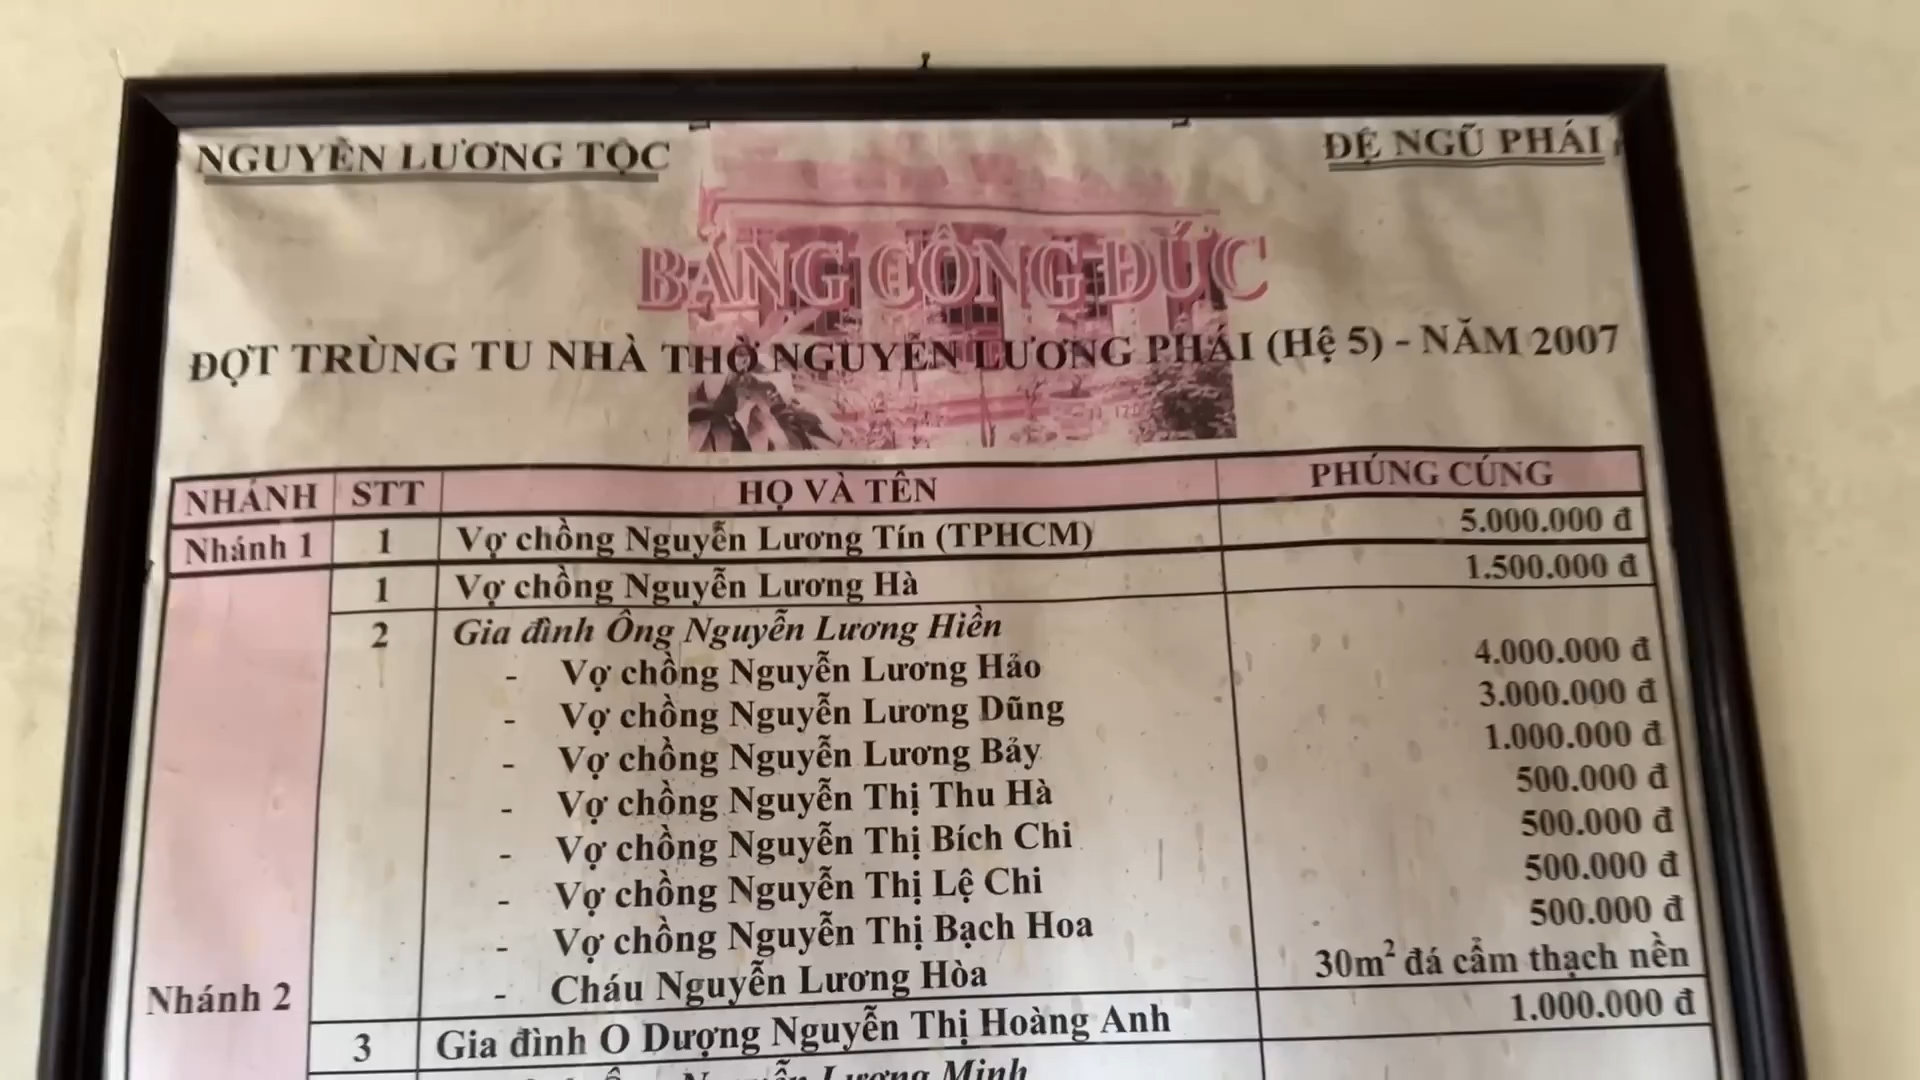 NGUYỄN LƯƠNG TỘC
ĐỆ NGŨ PHÁI
BẢNG CÔNG ĐỨC
ĐỢT TRÙNG TU NHÀ THỜ NGUYỄN LƯƠNG PHÁI (Hệ 5) - NĂM 2007
NHÁNH STT HỌ VÀ TÊN PHÚNG CÚNG
Nhánh 1 1 Vợ chồng Nguyễn Lương Tín (TPHCM) 5.000.000 đ
1 Vợ chồng Nguyễn Lương Hà 1.500.000 đ
2 Gia đình Ông Nguyễn Lương Hiền
- Vợ chồng Nguyễn Lương Hảo 4.000.000 đ
- Vợ chồng Nguyễn Lương Dũng 3.000.000 đ
- Vợ chồng Nguyễn Lương Bảy 1.000.000 đ
- Vợ chồng Nguyễn Thị Thu Hà 500.000 đ
- Vợ chồng Nguyễn Thị Bích Chi 500.000 đ
- Vợ chồng Nguyễn Thị Lệ Chi 500.000 đ
- Vợ chồng Nguyễn Thị Bạch Hoa 500.000 đ
Nhánh 2 - Cháu Nguyễn Lương Hòa 30m² đá cẩm thạch nền
3 Gia đình O Dượng Nguyễn Thị Hoàng Anh 1.000.000 đ
Nguyễn Lương Minh